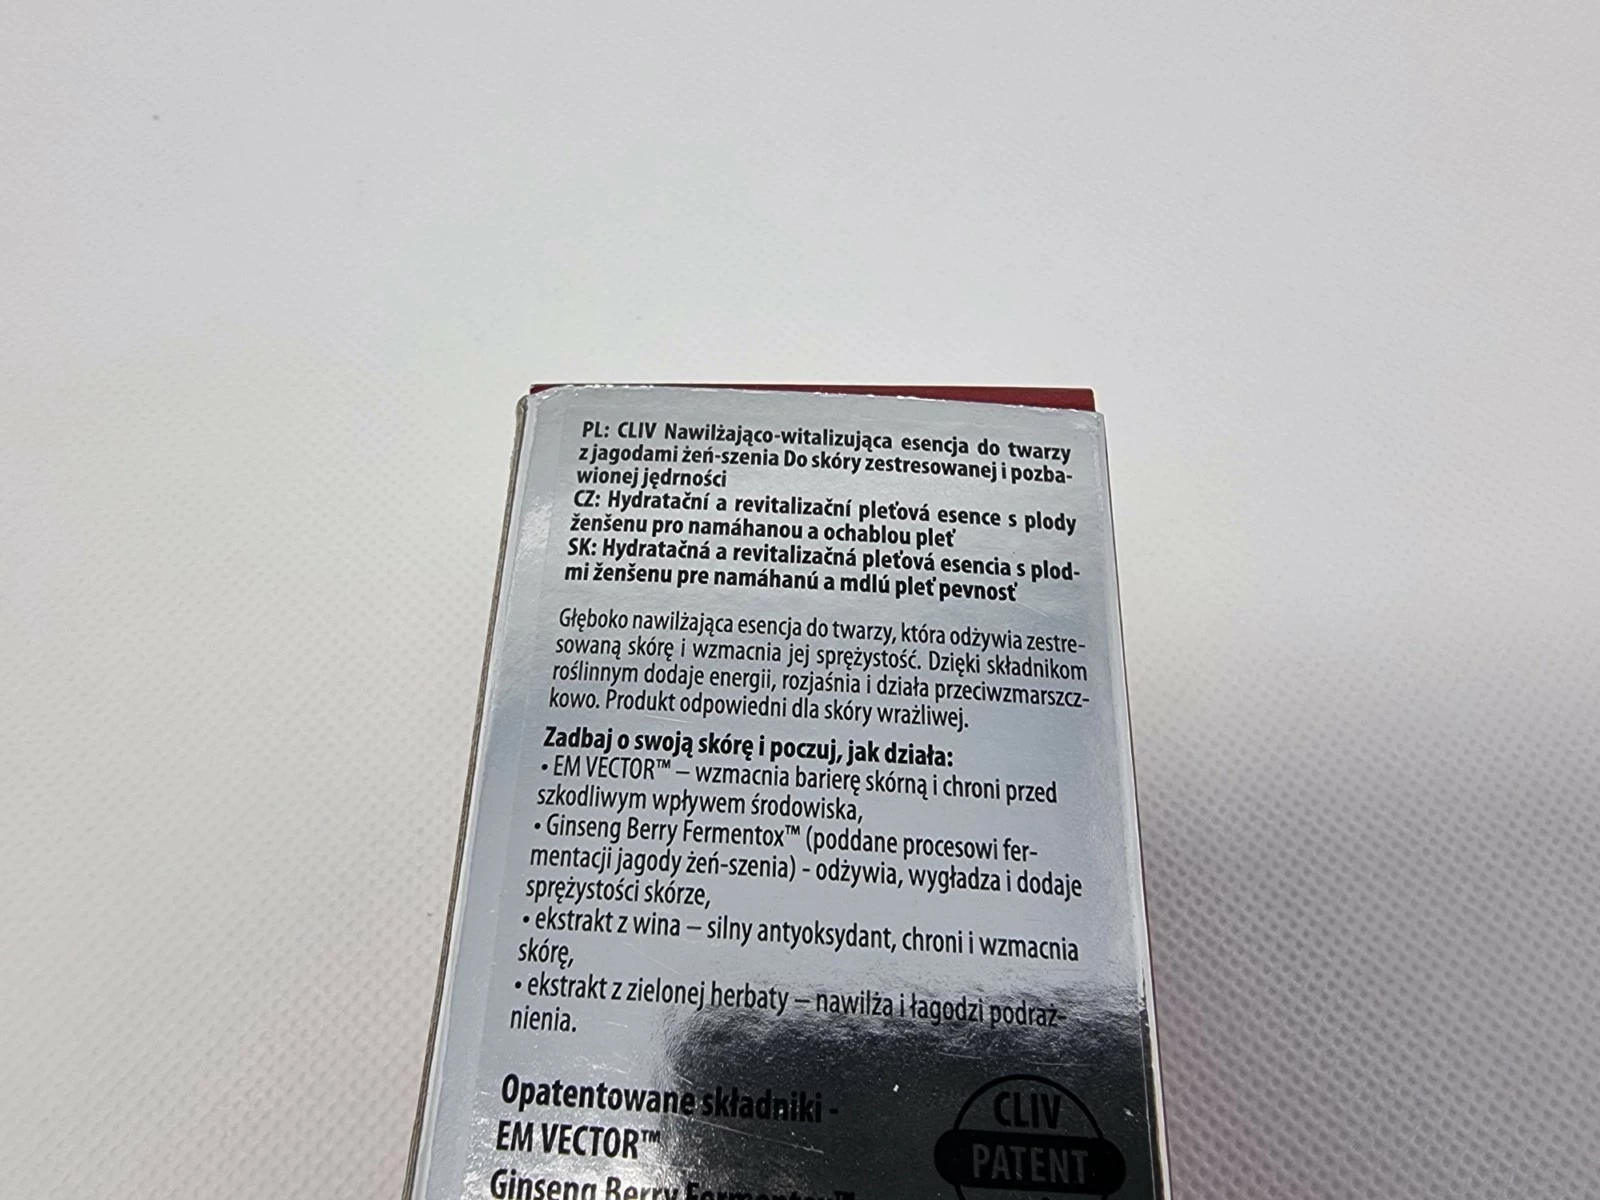 PL: CLIV Nawilżająco-witalizująca esencja do twarzy
z jagodami żeń-szenia Do skóry zestresowanej i pozba-
wionej jędrności
CZ: Hydratační a revitalizační pleťová esence s plody
ženšenu pro namáhanou a ochablou pleť
SK: Hydratačná a revitalizačná pleťová esencia s plod-
mi ženšenu pre namáhanú a mdlú pleť pevnosť
Głęboko nawilżająca esencja do twarzy, która odżywia zestre-
sowaną skórę i wzmacnia jej sprężystość. Dzięki składnikom
roślinnym dodaje energii, rozjaśnia i działa przeciwzmarszcz-
kowo. Produkt odpowiedni dla skóry wrażliwej.
Zadbaj o swoją skórę i poczuj, jak działa:
• EM VECTOR™ – wzmacnia barierę skórną i chroni przed
szkodliwym wpływem środowiska,
• Ginseng Berry Fermentox™ (poddane procesowi fer-
mentacji jagody żeń-szenia) - odżywia, wygładza i dodaje
sprężystości skórze,
• ekstrakt z wina – silny antyoksydant, chroni i wzmacnia
skórę,
• ekstrakt z zielonej herbaty – nawilża i łagodzi podraż-
nienia.
Opatentowane składniki -
EM VECTOR™
Ginseng Berry Fermentox™
CLIV
PATENT